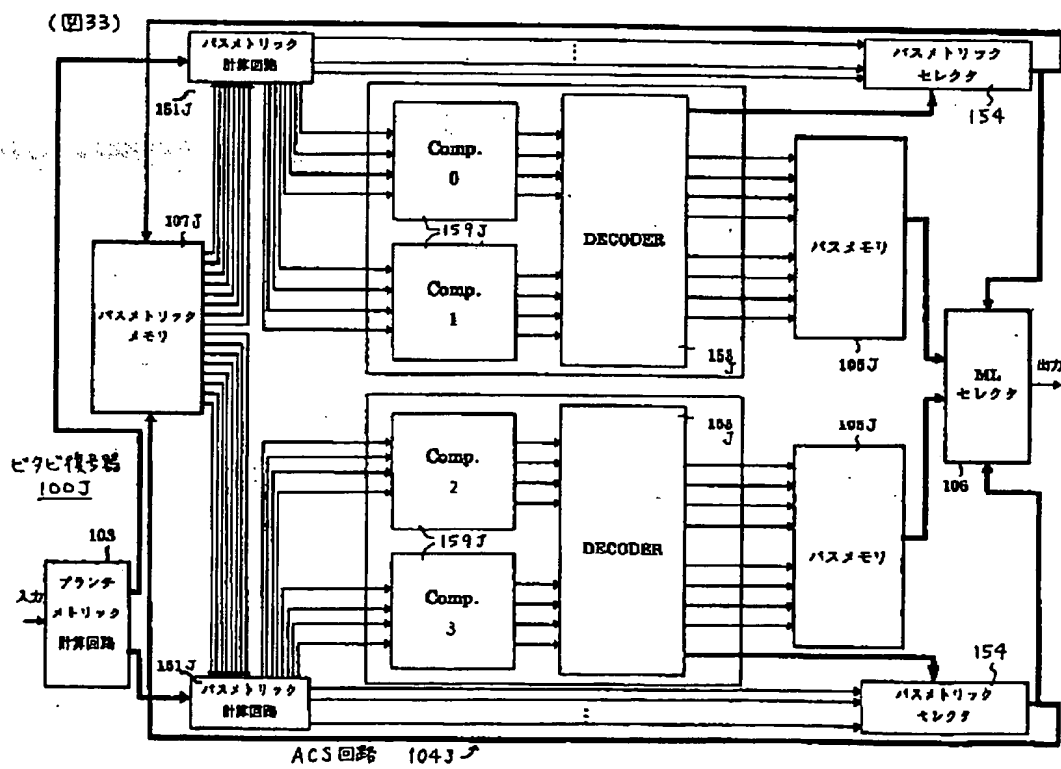 (図33)
パスメトリック
計算回路
151J
パスメトリック
セレクタ
154
Comp.
0
159J
Comp.
1
DECODER
153
J
パスメモリ
105J
107J
パスメトリック
メモリ
ML
セレクタ
出力
106
ビタビ復号器
100J
103
入力
ブランチ
メトリック
計算回路
Comp.
2
159J
Comp.
3
DECODER
153
J
105J
パスメモリ
151J
パスメトリック
計算回路
154
パスメトリック
セレクタ
ACS回路 104J